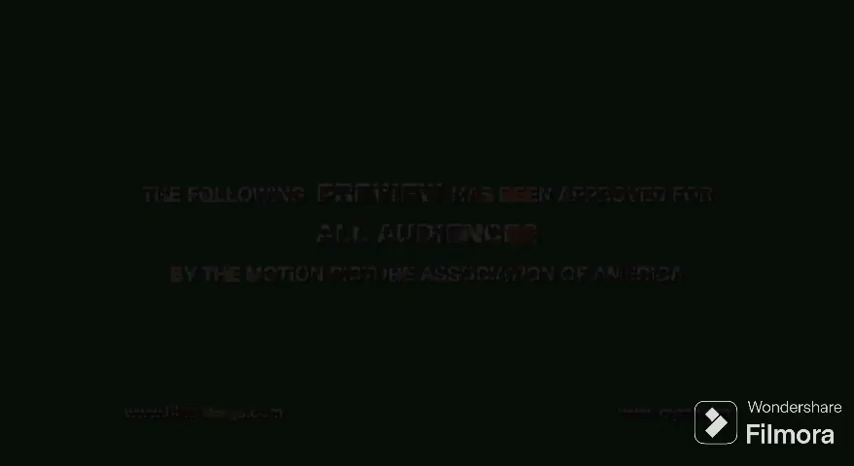 THE FOLLOWING PREVIEW HAS BEEN APPROVED FOR
ALL AUDIENCES
BY THE MOTION PICTURE ASSOCIATION OF AMERICA
Wondershare
Filmora